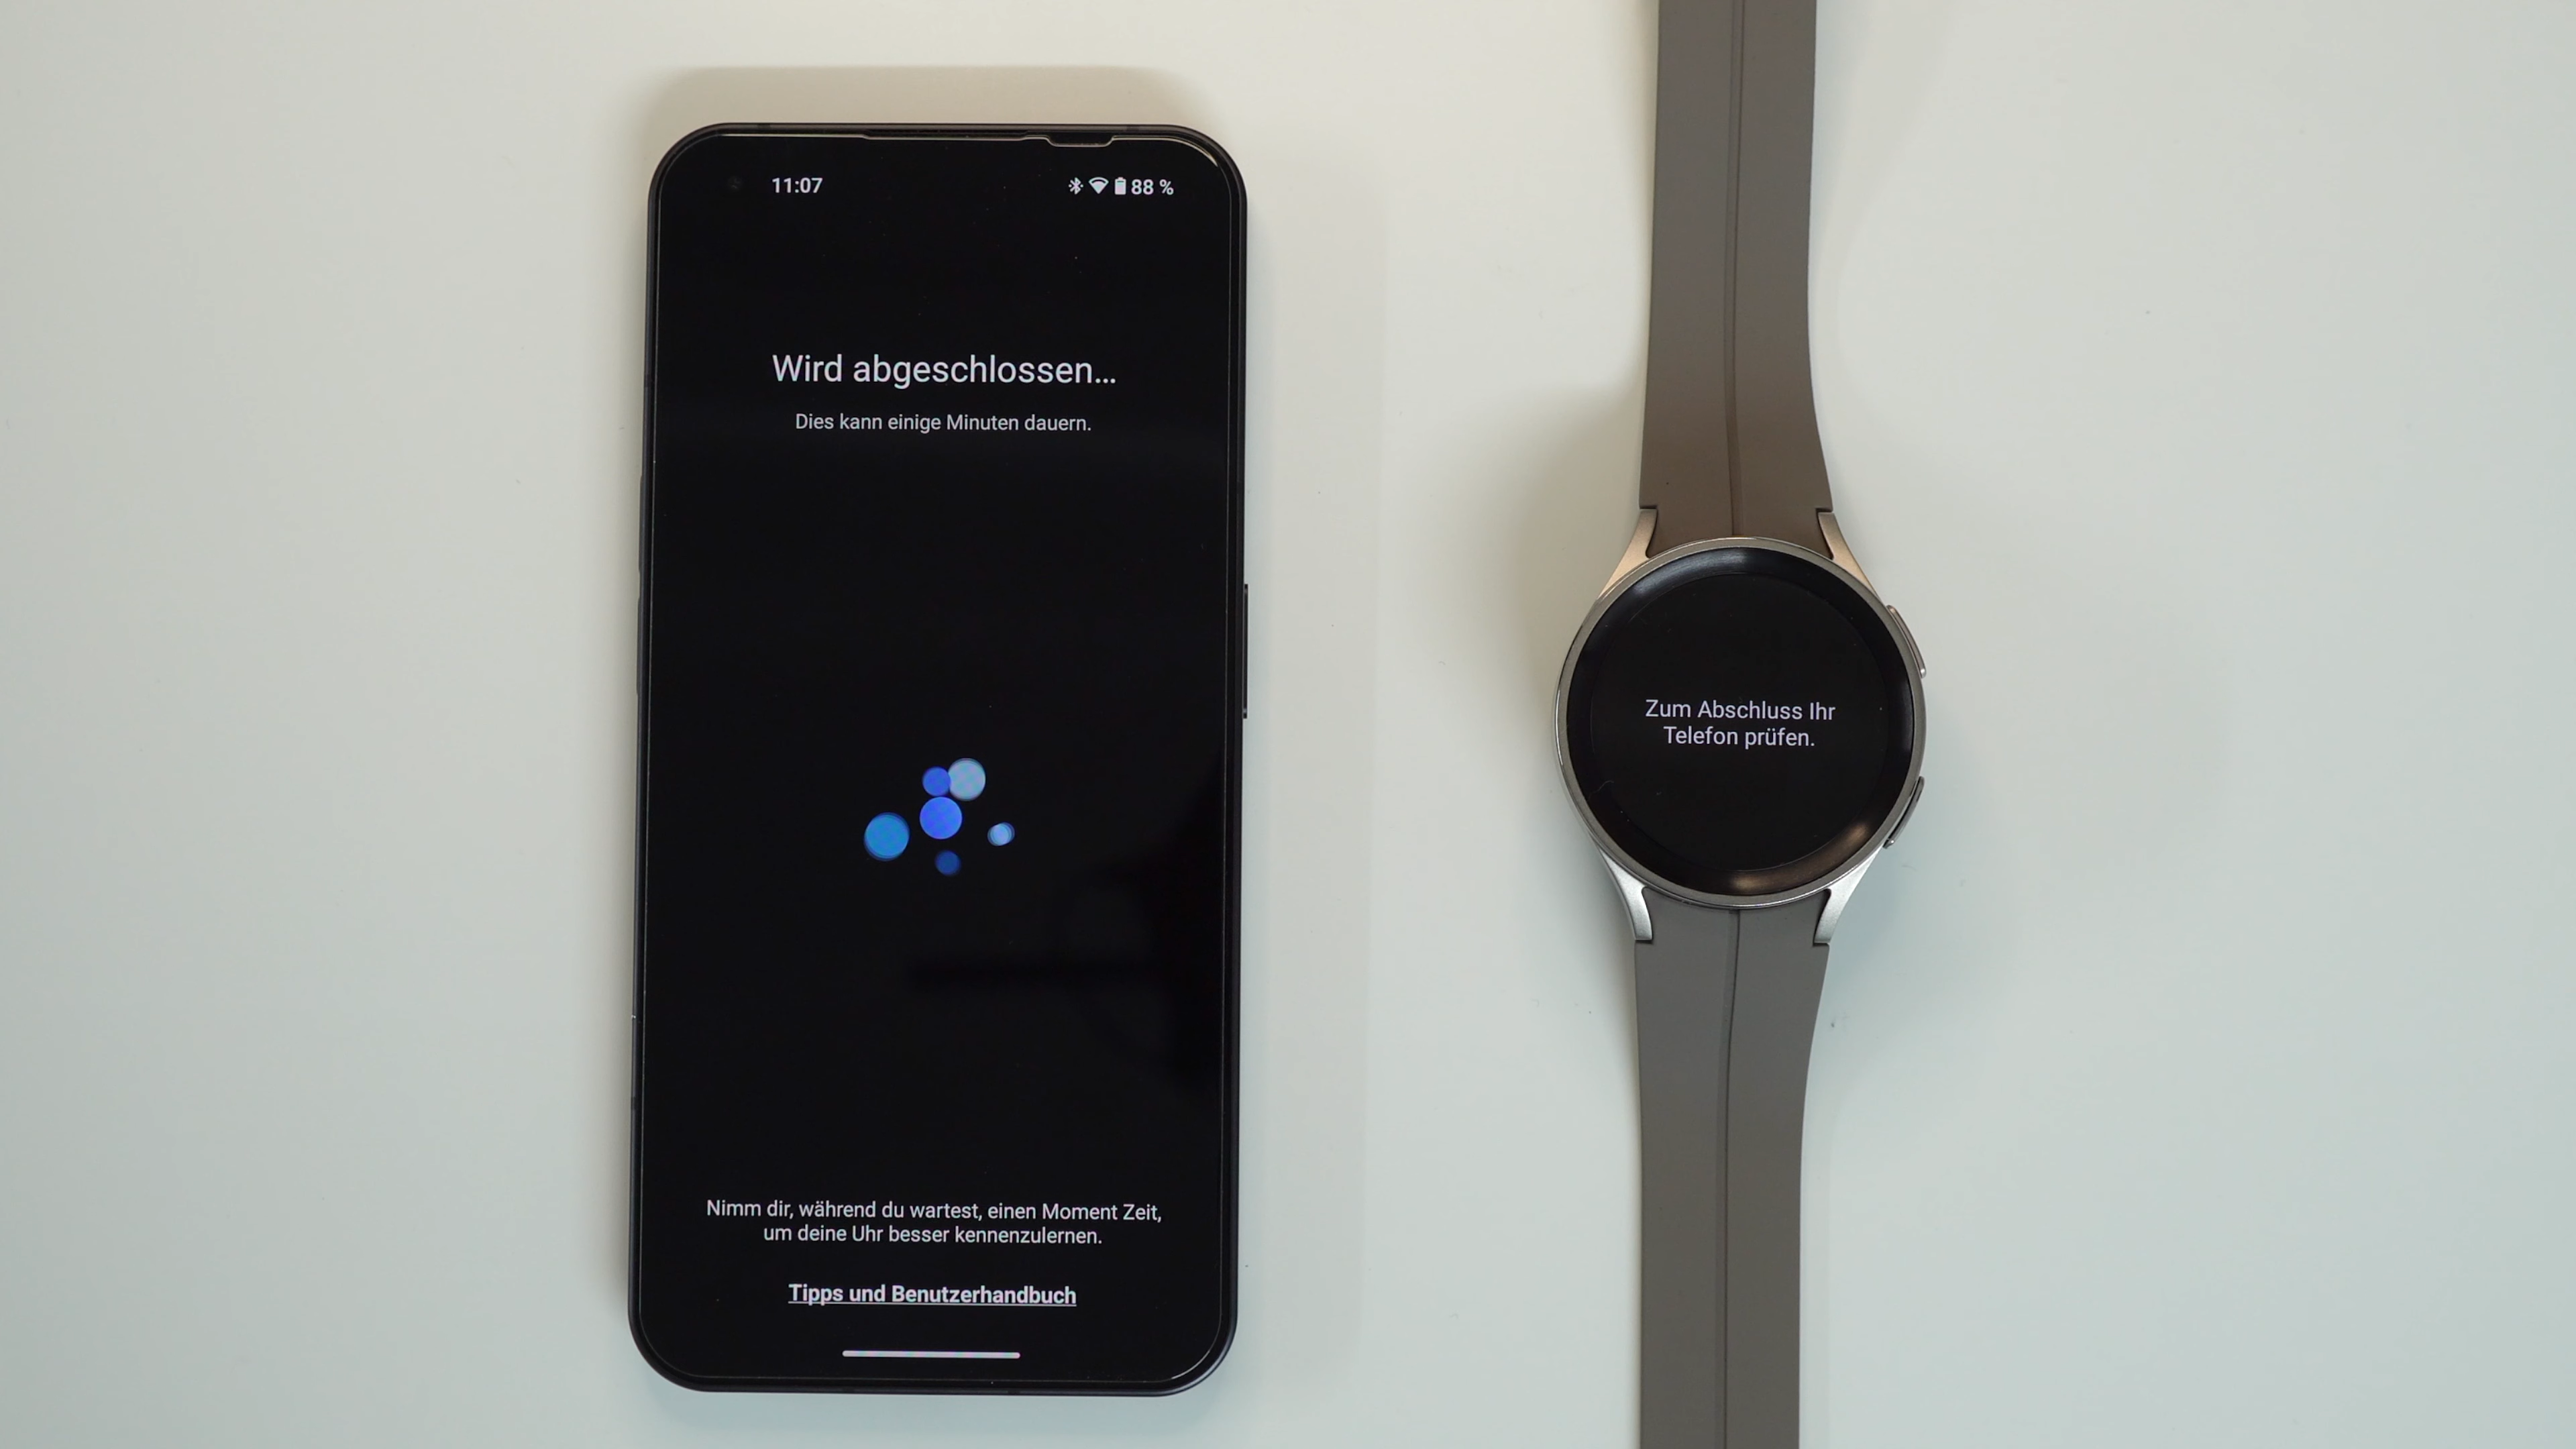 11:07
88 %
Wird abgeschlossen...
Dies kann einige Minuten dauern.
Nimm dir, während du wartest, einen Moment Zeit,
um deine Uhr besser kennenzulernen.
Tipps und Benutzerhandbuch
Zum Abschluss Ihr
Telefon prüfen.